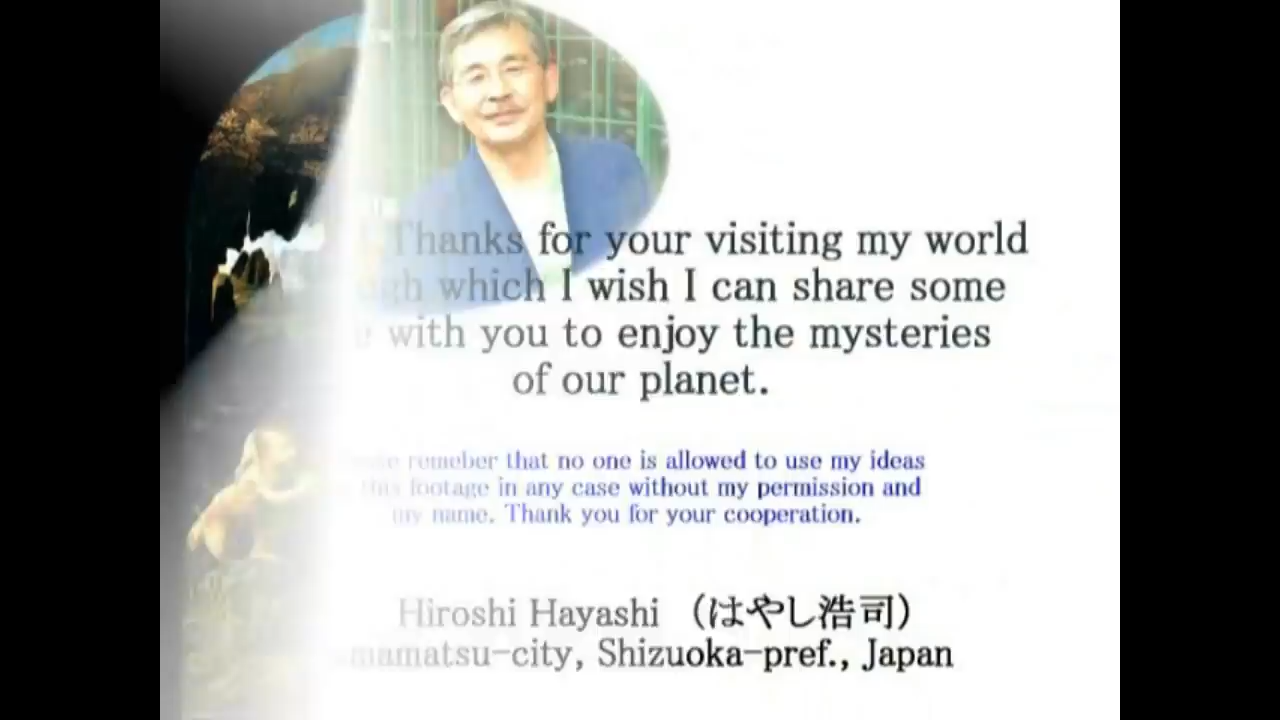 Thanks for your visiting my world
which I wish I can share some
with you to enjoy the mysteries
of our planet.
remeber that no one is allowed to use my ideas
this footage in any case without my permission and
my name. Thank you for your cooperation.
Hiroshi Hayashi (はやし浩司)
Shizuoka-pref., Japan